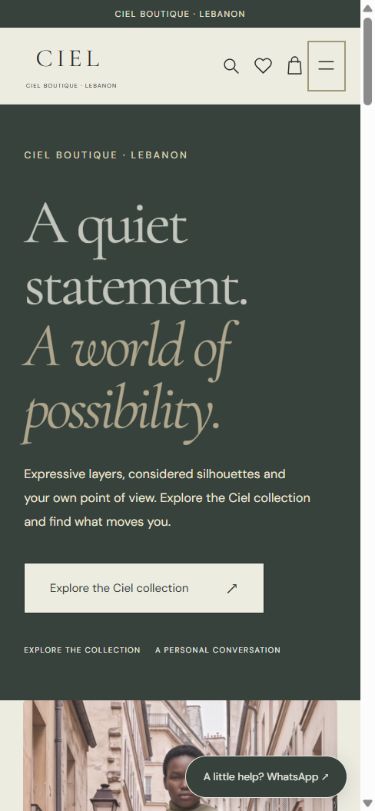 CIEL BOUTIQUE · LEBANON
CIEL
CIEL BOUTIQUE · LEBANON
CIEL BOUTIQUE · LEBANON
A quiet
statement.
A world of
possibility.
Expressive layers, considered silhouettes and
your own point of view. Explore the Ciel collection
and find what moves you.
Explore the Ciel collection ↗
EXPLORE THE COLLECTION A PERSONAL CONVERSATION
A little help? WhatsApp ↗